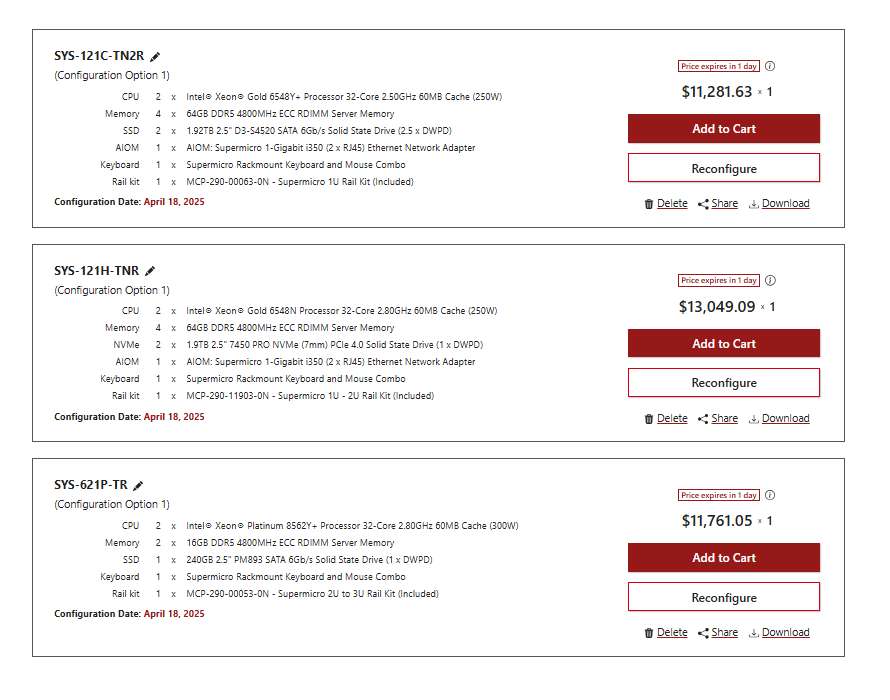 SYS-121C-TN2R
(Configuration Option 1)
CPU 2 x Intel® Xeon® Gold 6548Y+ Processor 32-Core 2.50GHz 60MB Cache (250W)
Memory 4 x 64GB DDR5 4800MHz ECC RDIMM Server Memory
SSD 2 x 1.92TB 2.5" D3-S4520 SATA 6Gb/s Solid State Drive (2.5 x DWPD)
AIOM 1 x AIOM: Supermicro 1-Gigabit i350 (2 x RJ45) Ethernet Network Adapter
Keyboard 1 x Supermicro Rackmount Keyboard and Mouse Combo
Rail kit 1 x MCP-290-00063-0N - Supermicro 1U Rail Kit (Included)
Configuration Date: April 18, 2025
Price expires in 1 day
$11,281.63 x 1
Add to Cart
Reconfigure
Delete Share Download
SYS-121H-TNR
(Configuration Option 1)
CPU 2 x Intel® Xeon® Gold 6548N Processor 32-Core 2.80GHz 60MB Cache (250W)
Memory 4 x 64GB DDR5 4800MHz ECC RDIMM Server Memory
NVMe 2 x 1.9TB 2.5" 7450 PRO NVMe (7mm) PCIe 4.0 Solid State Drive (1 x DWPD)
AIOM 1 x AIOM: Supermicro 1-Gigabit i350 (2 x RJ45) Ethernet Network Adapter
Keyboard 1 x Supermicro Rackmount Keyboard and Mouse Combo
Rail kit 1 x MCP-290-11903-0N - Supermicro 1U - 2U Rail Kit (Included)
Configuration Date: April 18, 2025
Price expires in 1 day
$13,049.09 x 1
Add to Cart
Reconfigure
Delete Share Download
SYS-621P-TR
(Configuration Option 1)
CPU 2 x Intel® Xeon® Platinum 8562Y+ Processor 32-Core 2.80GHz 60MB Cache (300W)
Memory 2 x 16GB DDR5 4800MHz ECC RDIMM Server Memory
SSD 1 x 240GB 2.5" PM893 SATA 6Gb/s Solid State Drive (1 x DWPD)
Keyboard 1 x Supermicro Rackmount Keyboard and Mouse Combo
Rail kit 1 x MCP-290-00053-0N - Supermicro 2U to 3U Rail Kit (Included)
Configuration Date: April 18, 2025
Price expires in 1 day
$11,761.05 x 1
Add to Cart
Reconfigure
Delete Share Download